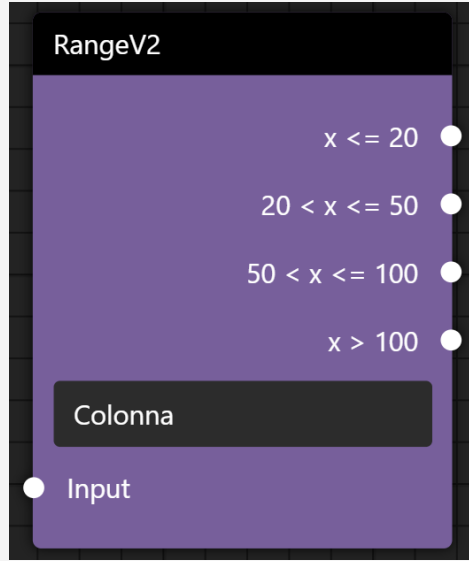 RangeV2
x <= 20
20 < x <= 50
50 < x <= 100
x > 100
Colonna
Input